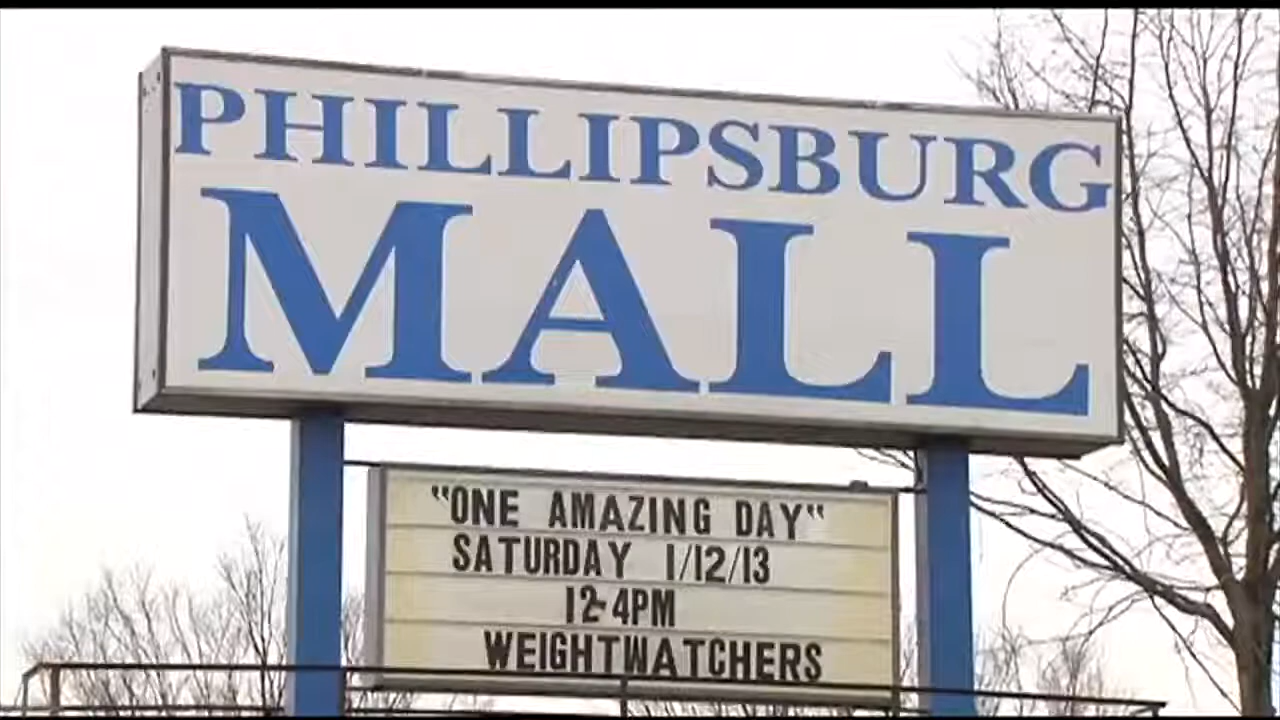 PHILLIPSBURG
MALL
"ONE AMAZING DAY"
SATURDAY 1/12/13
12-4PM
WEIGHTWATCHERS